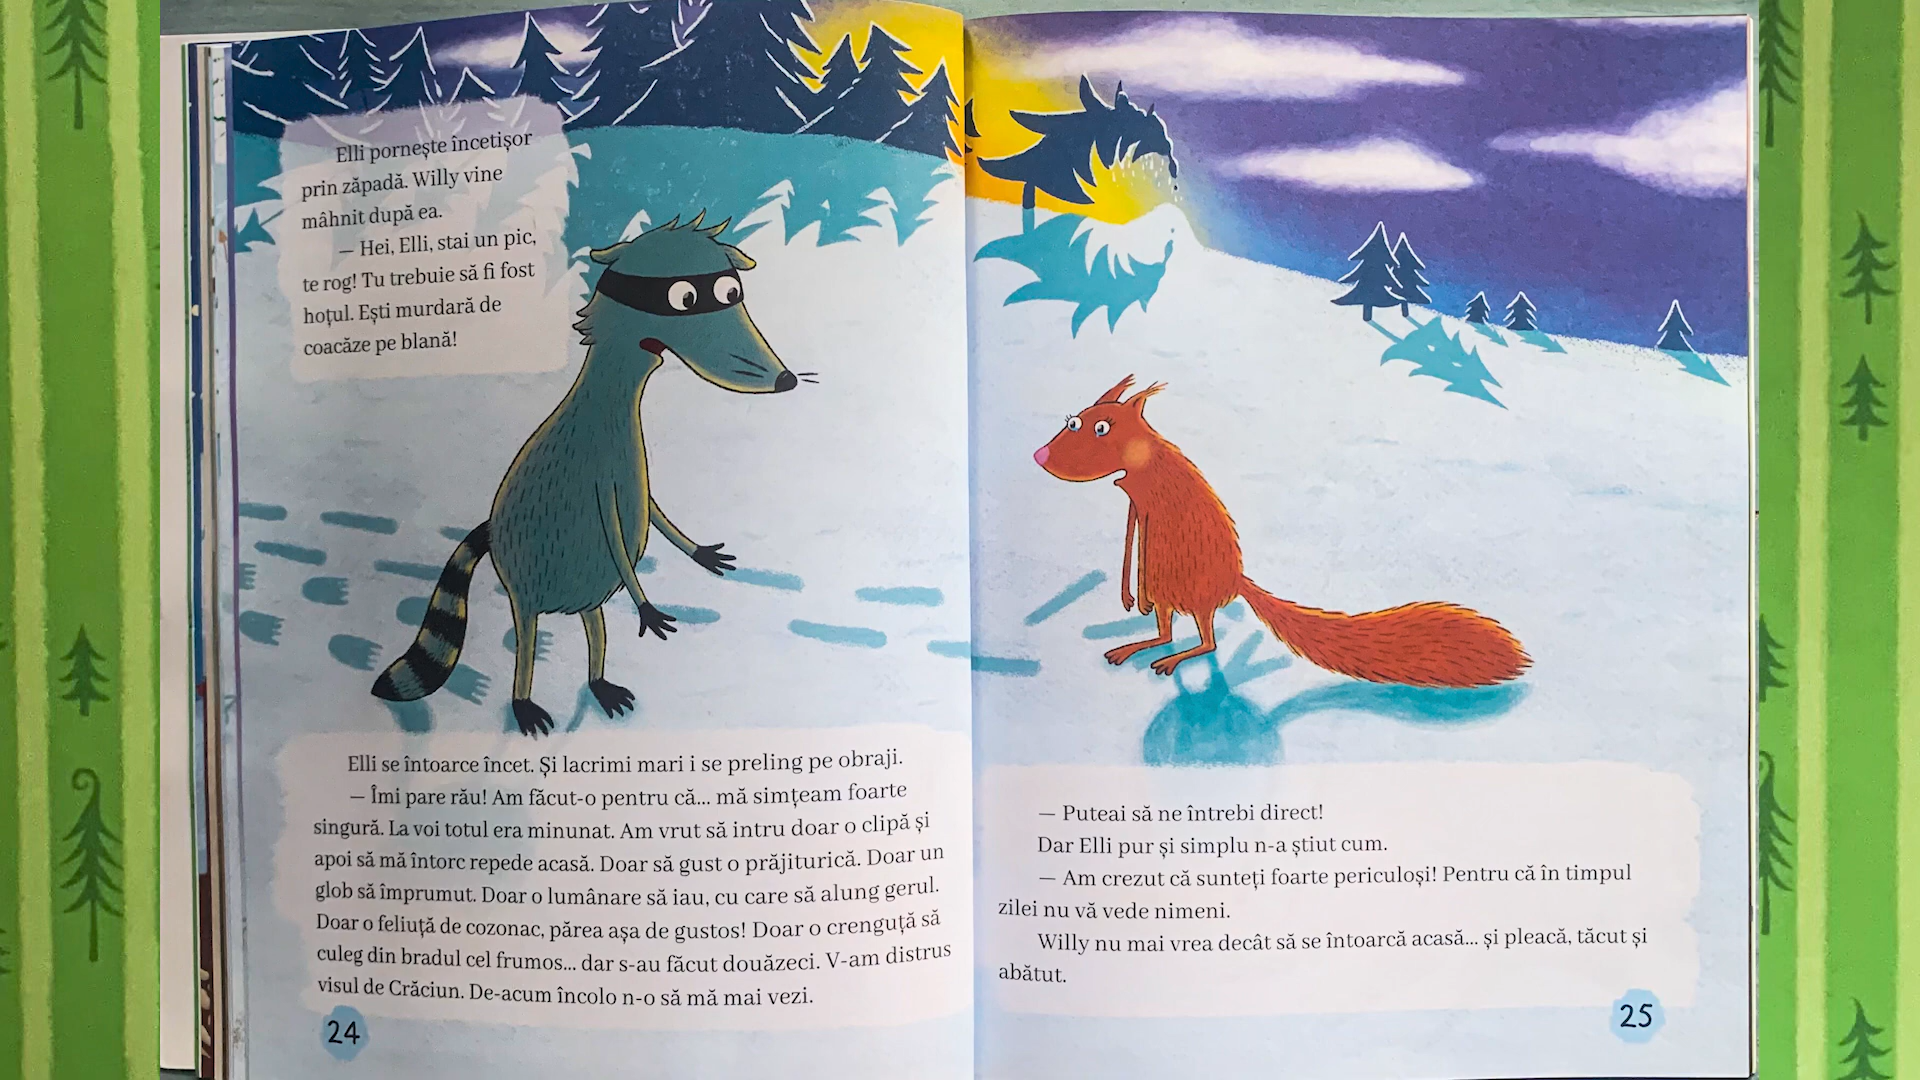 Elli pornește încetișor
prin zăpadă. Willy vine
mâhnit după ea.
— Hei, Elli, stai un pic,
te rog! Tu trebuie să fi fost
hoțul. Ești murdară de
coacăze pe blană!
Elli se întoarce încet. Și lacrimi mari i se preling pe obraji.
— Îmi pare rău! Am făcut-o pentru că... mă simțeam foarte
singură. La voi totul era minunat. Am vrut să intru doar o clipă și
apoi să mă întorc repede acasă. Doar să gust o prăjiturică. Doar un
glob să împrumut. Doar o lumânare să iau, cu care să alung gerul.
Doar o feliuță de cozonac, părea așa de gustos! Doar o crenguță să
culeg din bradul cel frumos... dar s-au făcut douăzeci. V-am distrus
visul de Crăciun. De-acum încolo n-o să mă mai vezi.
24
— Puteai să ne întrebi direct!
Dar Elli pur și simplu n-a știut cum.
— Am crezut că sunteți foarte periculoși! Pentru că în timpul
zilei nu vă vede nimeni.
Willy nu mai vrea decât să se întoarcă acasă... și pleacă, tăcut și
abătut.
25